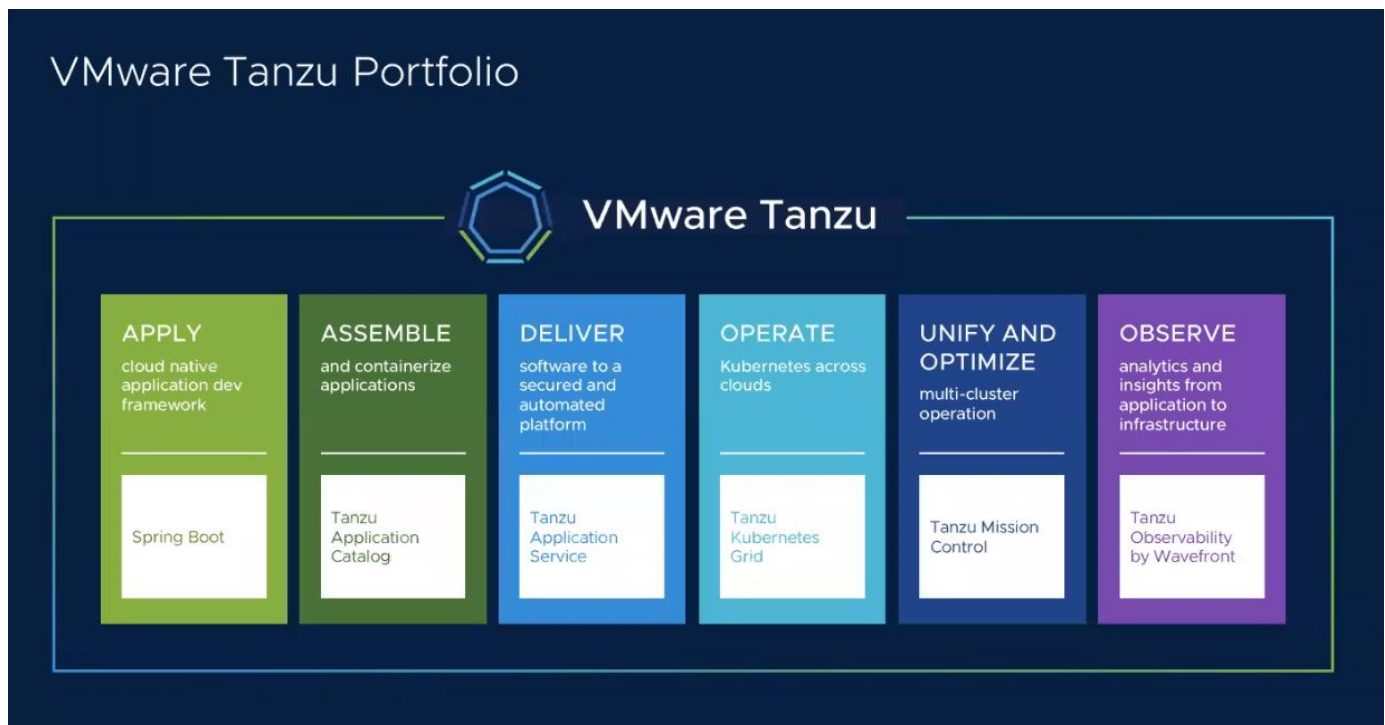 VMware Tanzu Portfolio
VMware Tanzu
APPLY
cloud native
application dev
framework
Spring Boot
ASSEMBLE
and containerize
applications
Tanzu
Application
Catalog
DELIVER
software to a
secured and
automated
platform
Tanzu
Application
Service
OPERATE
Kubernetes across
clouds
Tanzu
Kubernetes
Grid
UNIFY AND
OPTIMIZE
multi-cluster
operation
Tanzu Mission
Control
OBSERVE
analytics and
insights from
application to
infrastructure
Tanzu
Observability
by Wavefront